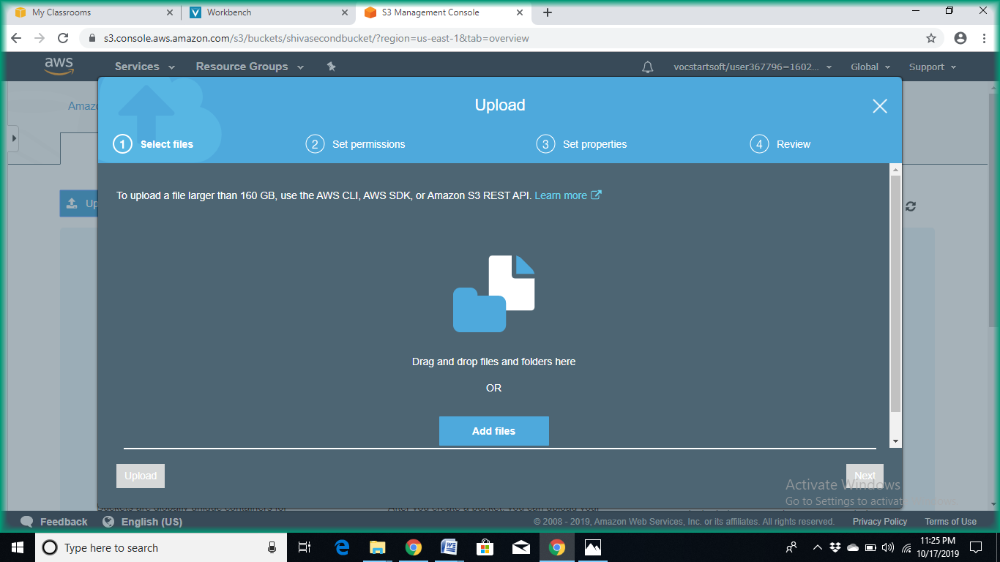 My Classrooms
Workbench
S3 Management Console
s3.console.aws.amazon.com/s3/buckets/shivasecondbucket/?region=us-east-1&tab=overview
aws
Services
Resource Groups
vocstartsoft/user367796=1602...
Global
Support
Upload
1 Select files
2 Set permissions
3 Set properties
4 Review
To upload a file larger than 160 GB, use the AWS CLI, AWS SDK, or Amazon S3 REST API. Learn more
Drag and drop files and folders here
OR
Add files
Upload
Next
Activate Windows
Go to Settings to activate
Feedback
English (US)
© 2008 - 2019, Amazon Web Services, Inc. or its affiliates. All rights reserved.
Privacy Policy
Terms of Use
Type here to search
11:25 PM
10/17/2019